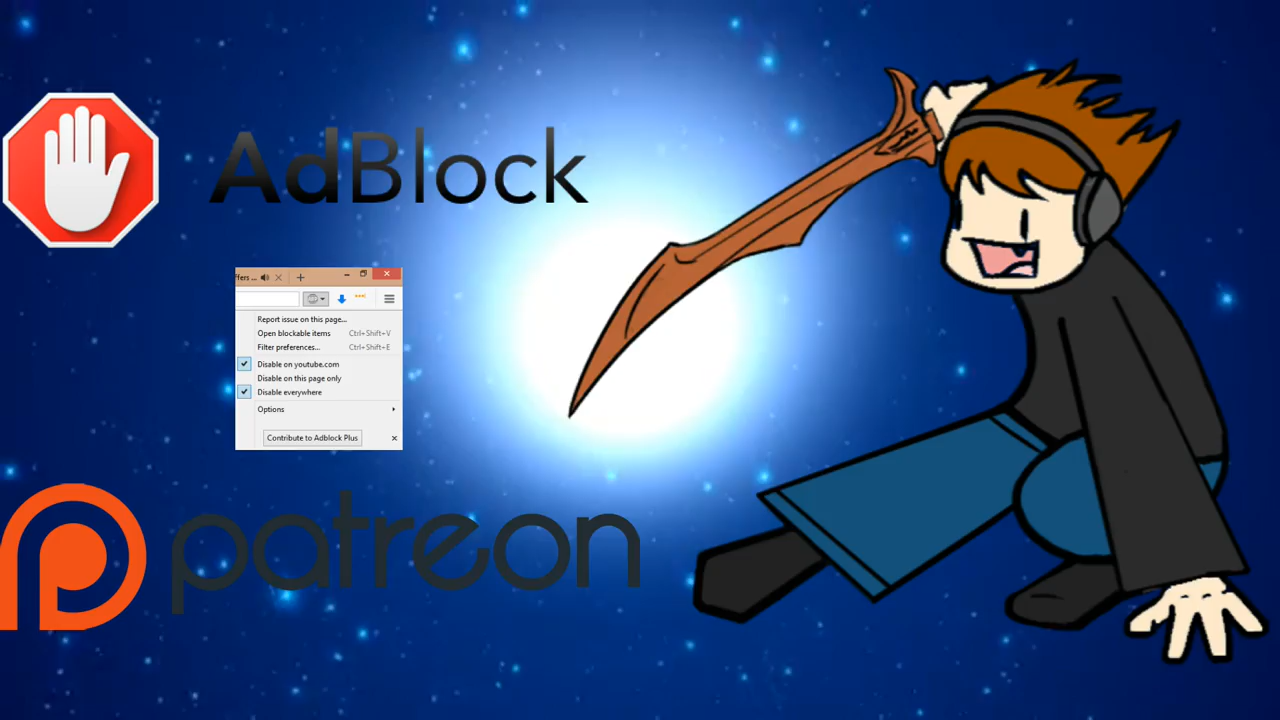 AdBlock
ffers ...
Report issue on this page...
Open blockable items Ctrl+Shift+V
Filter preferences... Ctrl+Shift+E
Disable on youtube.com
Disable on this page only
Disable everywhere
Options
Contribute to Adblock Plus
patreon